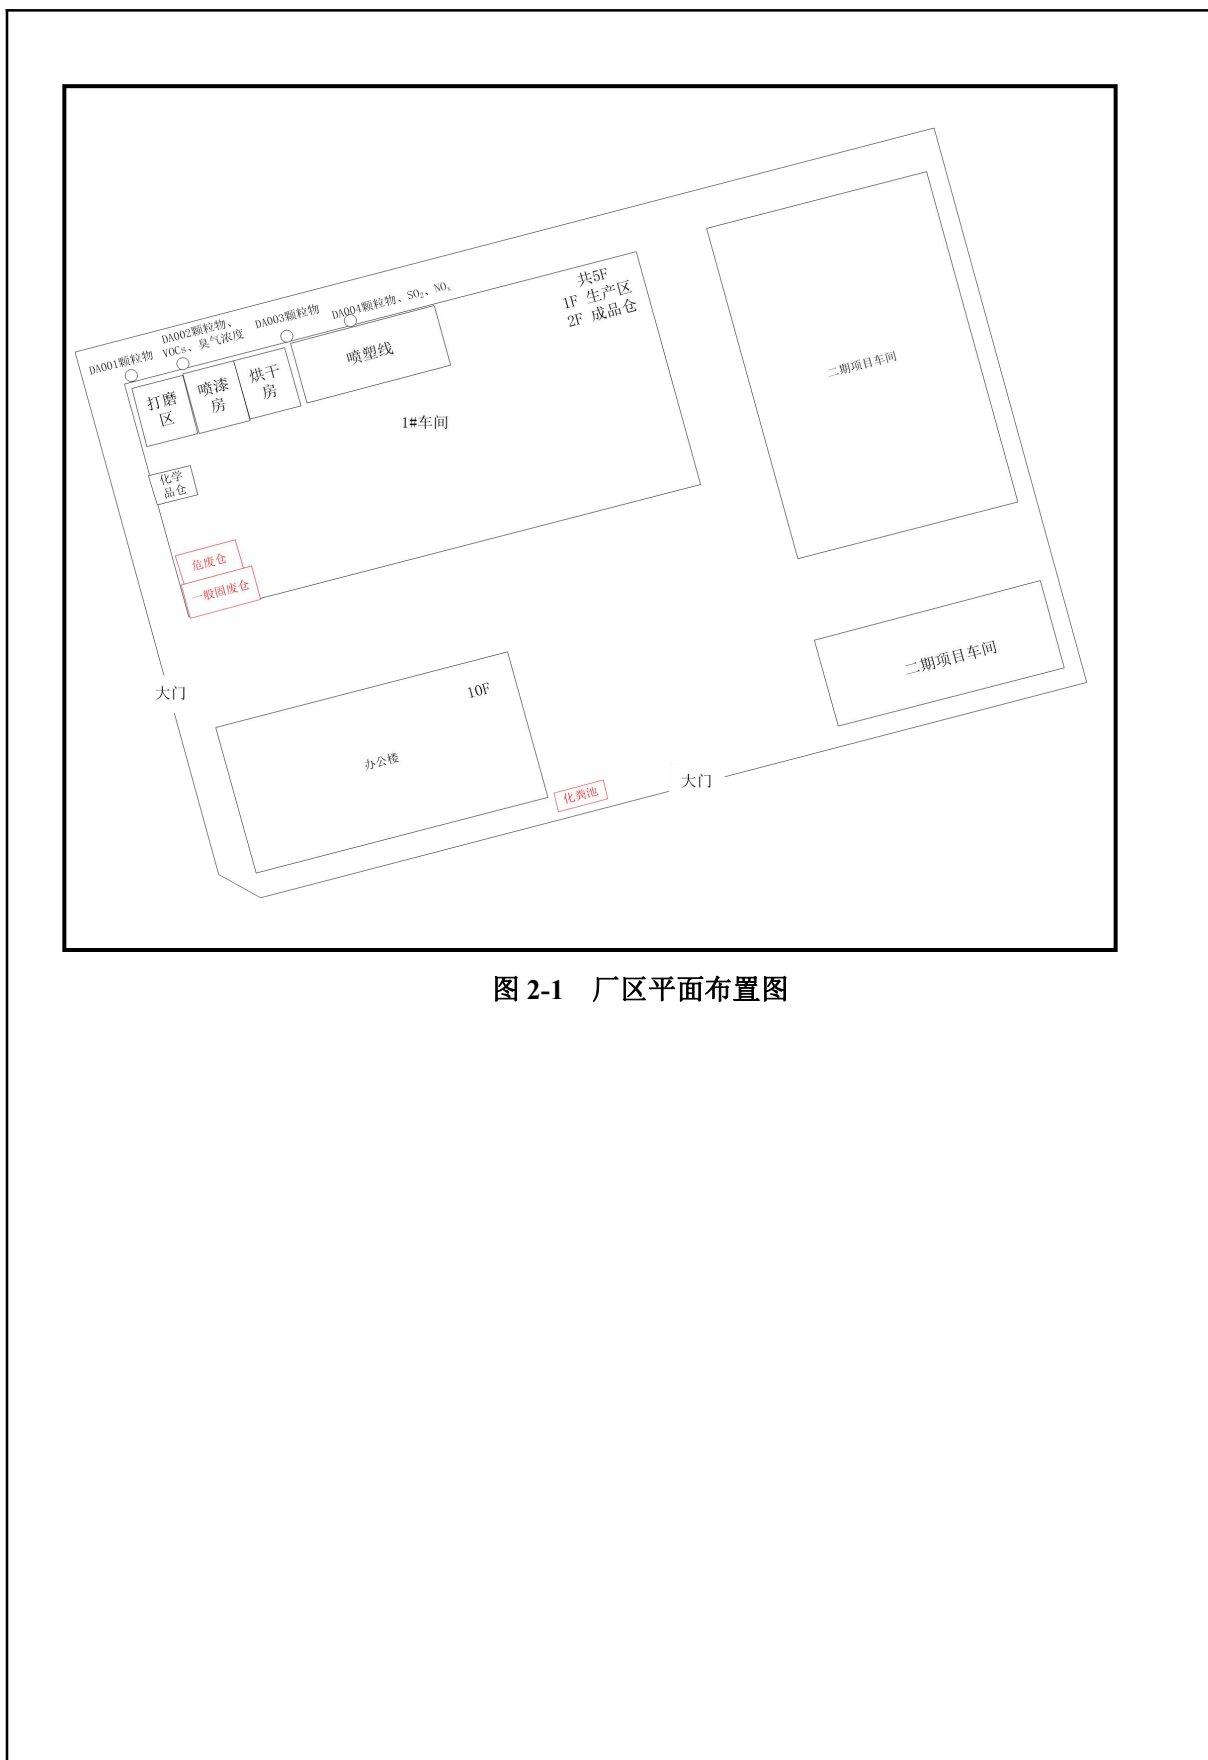 共5F
1F 生产区
2F 成品仓
DA001颗粒物
DA002颗粒物、
VOCs、臭气浓度
DA003颗粒物
DA004颗粒物、SO₂、NOₓ
打磨
区
喷漆
房
烘干
房
喷塑线
1#车间
二期项目车间
化学
品仓
危废仓
一般固废仓
二期项目车间
大门
10F
办公楼
化粪池
大门
图 2-1 厂区平面布置图